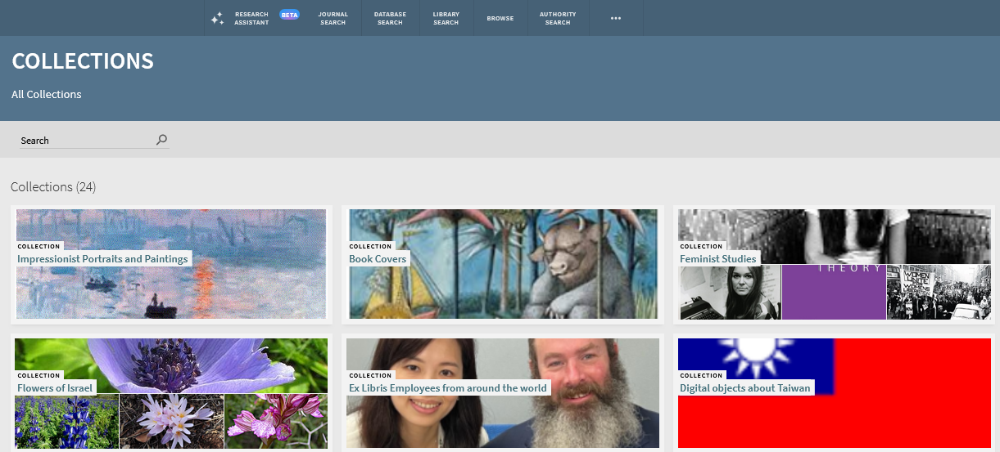 RESEARCH
ASSISTANT
BETA
JOURNAL
SEARCH
DATABASE
SEARCH
LIBRARY
SEARCH
BROWSE
AUTHORITY
SEARCH
•••
COLLECTIONS
All Collections
Search
Collections (24)
COLLECTION
Impressionist Portraits and Paintings
COLLECTION
Book Covers
COLLECTION
Feminist Studies
THEORY
WOMEN
UNITE
COLLECTION
Flowers of Israel
COLLECTION
Ex Libris Employees from around the world
COLLECTION
Digital objects about Taiwan